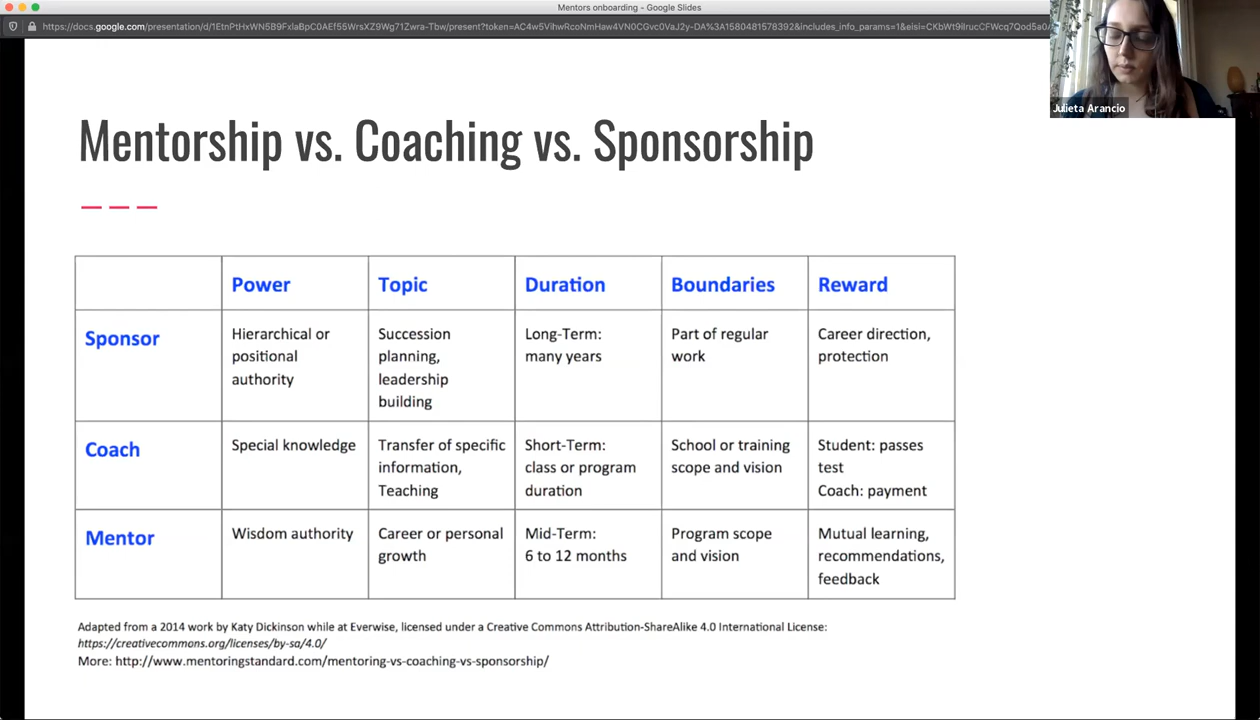 Mentors onboarding - Google Slides
Julieta Arancio
Mentorship vs. Coaching vs. Sponsorship
Power
Topic
Duration
Boundaries
Reward
Sponsor
Hierarchical or
positional
authority
Succession
planning,
leadership
building
Long-Term:
many years
Part of regular
work
Career direction,
protection
Coach
Special knowledge
Transfer of specific
information,
Teaching
Short-Term:
class or program
duration
School or training
scope and vision
Student: passes
test
Coach: payment
Mentor
Wisdom authority
Career or personal
growth
Mid-Term:
6 to 12 months
Program scope
and vision
Mutual learning,
recommendations,
feedback
Adapted from a 2014 work by Katy Dickinson while at Everwise, licensed under a Creative Commons Attribution-ShareAlike 4.0 International License:
https://creativecommons.org/licenses/by-sa/4.0/
More: http://www.mentoringstandard.com/mentoring-vs-coaching-vs-sponsorship/